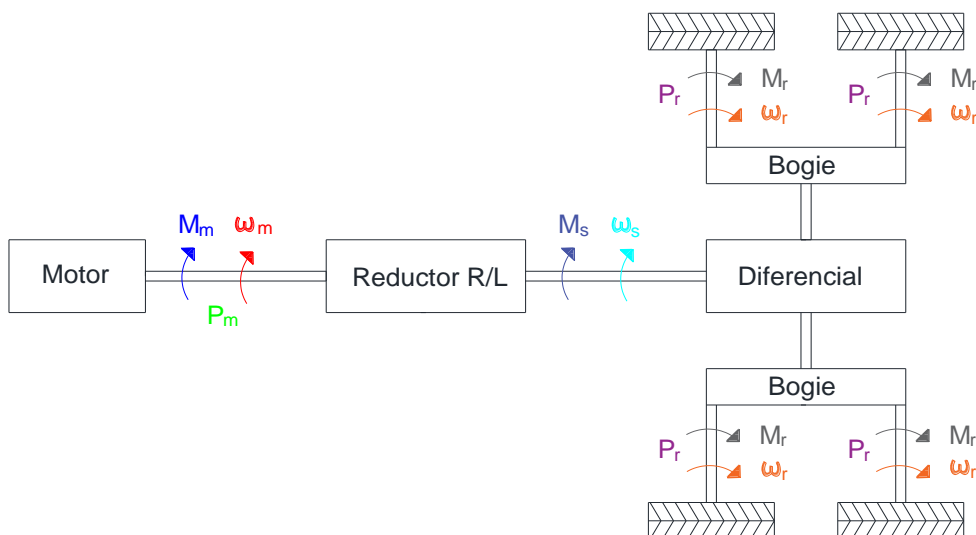 Mr
Mr
Pr
Pr
ωr
ωr
Bogie
Mm
ωm
Ms
ωs
Motor
Reductor R/L
Diferencial
Pm
Bogie
Mr
Mr
Pr
Pr
ωr
ωr